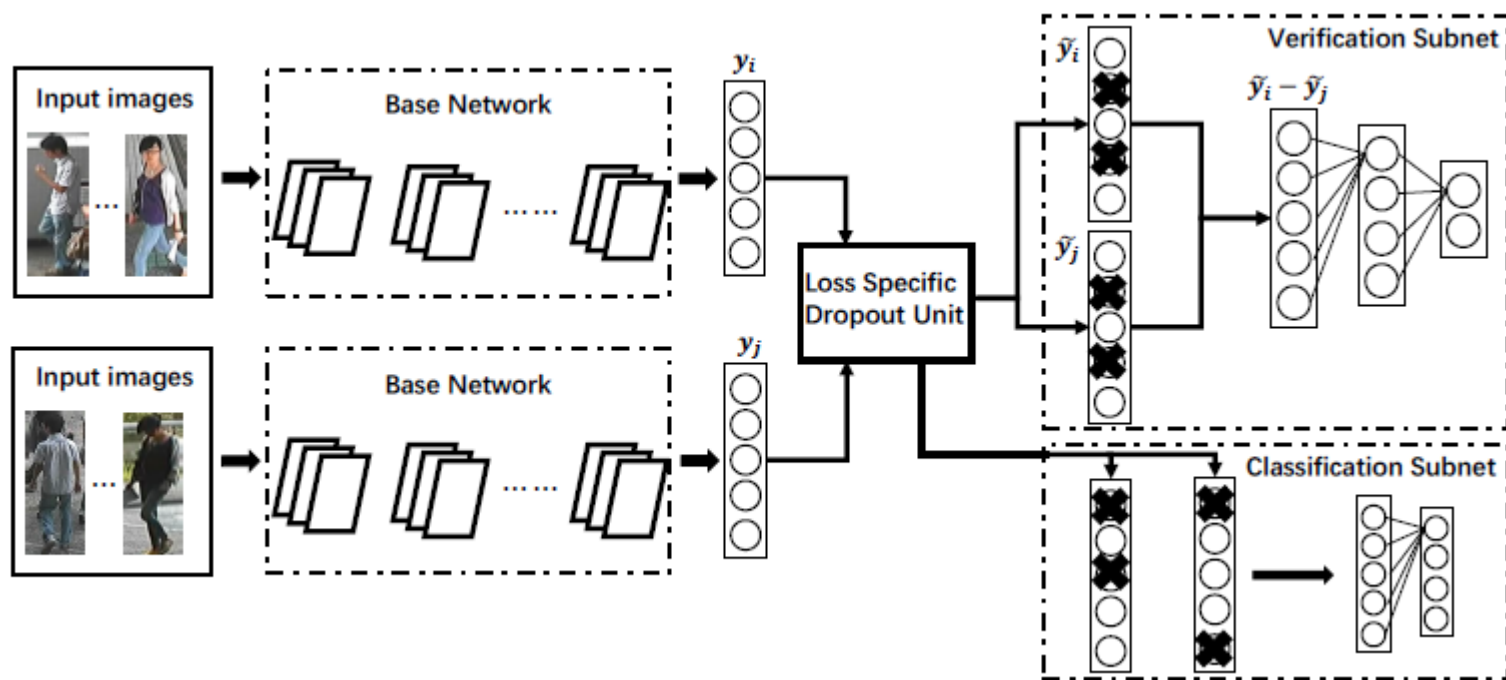 Input images
...
Base Network
... ...
y_i
Loss Specific
Dropout Unit
ỹ_i
Verification Subnet
ỹ_i − ỹ_j
ỹ_j
Input images
...
Base Network
... ...
y_j
Classification Subnet